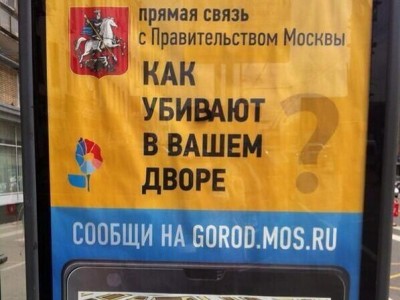 прямая связь
с Правительством Москвы
КАК
УБИВАЮТ
В ВАШЕМ
ДВОРЕ ?
СООБЩИ НА GOROD.MOS.RU